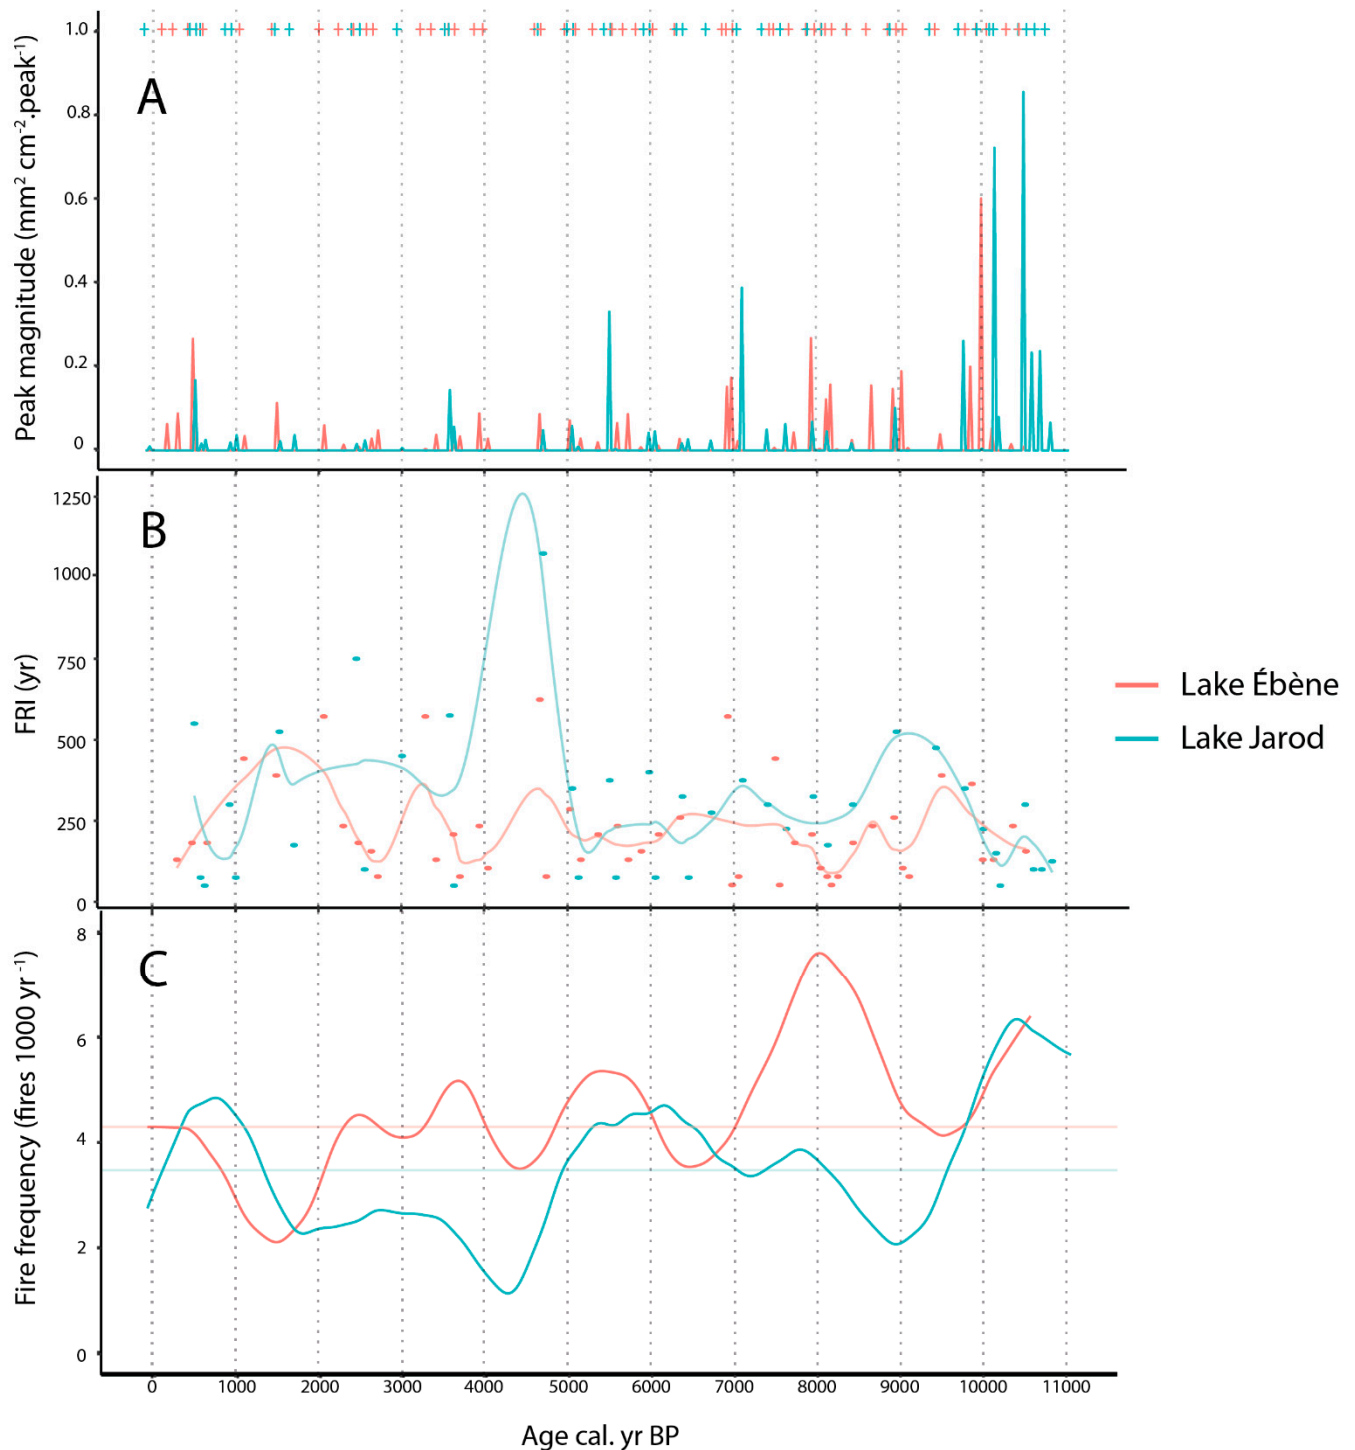 A
Peak magnitude (mm² cm⁻².peak⁻¹)
1.0
0.8
0.6
0.4
0.2
0
B
FRI (yr)
1250
1000
750
500
250
0
Lake Ébène
Lake Jarod
C
Fire frequency (fires 1000 yr ⁻¹)
8
6
4
2
0
0 1000 2000 3000 4000 5000 6000 7000 8000 9000 10000 11000
Age cal. yr BP